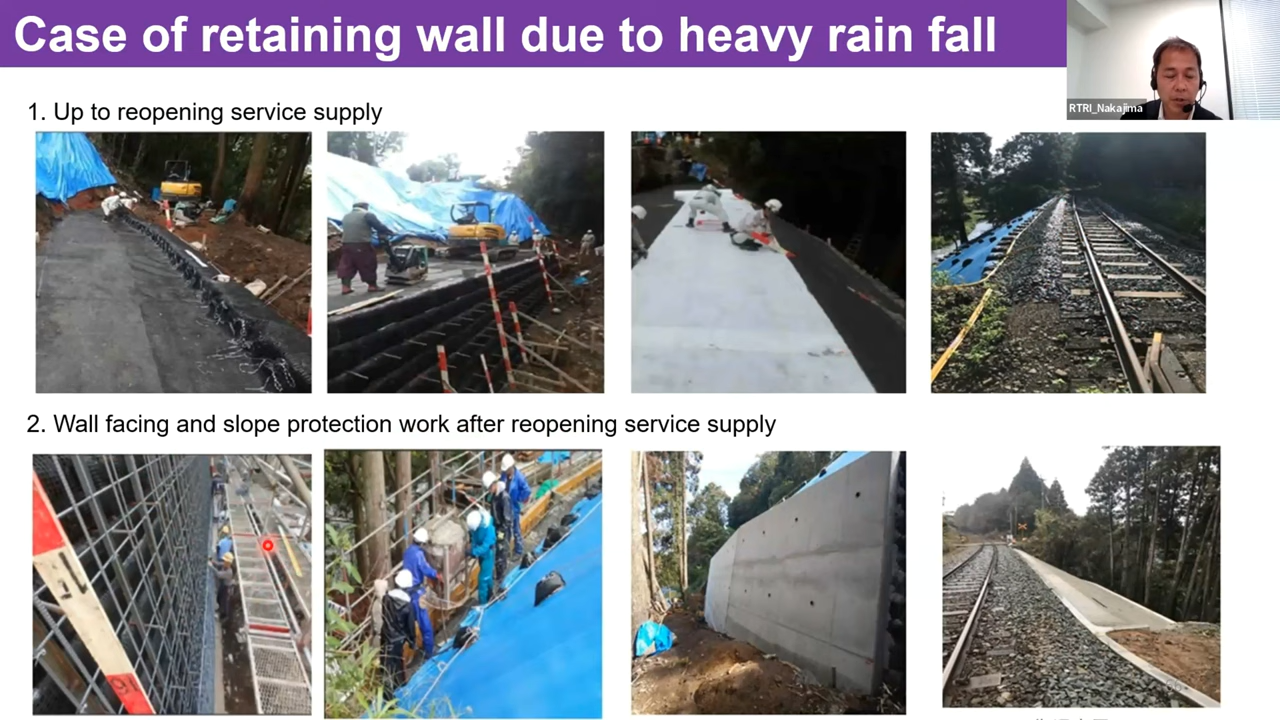 Case of retaining wall due to heavy rain fall
RTRI_Nakajima
1. Up to reopening service supply
2. Wall facing and slope protection work after reopening service supply